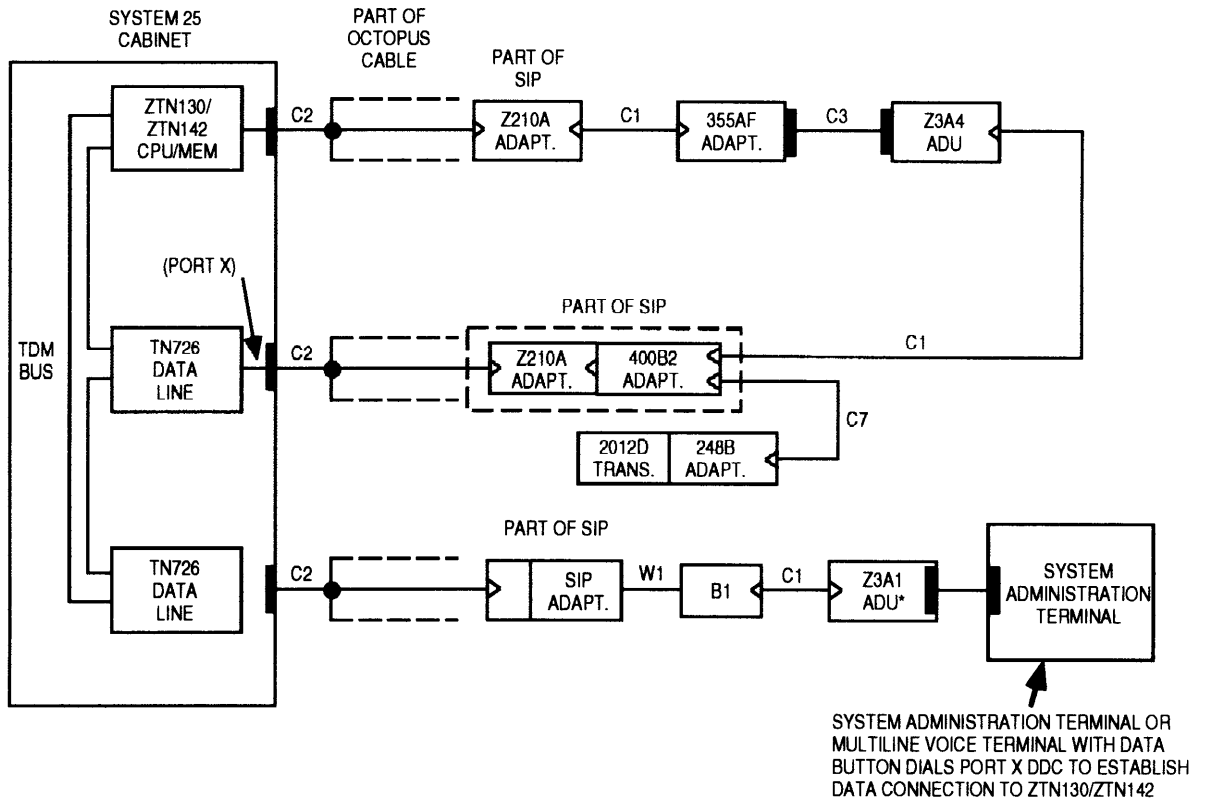 SYSTEM 25
CABINET
PART OF
OCTOPUS
CABLE
PART OF
SIP
ZTN130/
ZTN142
CPU/MEM
C2
Z210A
ADAPT.
C1
355AF
ADAPT.
C3
Z3A4
ADU
(PORT X)
PART OF SIP
TDM
BUS
TN726
DATA
LINE
C2
Z210A
ADAPT.
400B2
ADAPT.
C1
C7
2012D
TRANS.
248B
ADAPT.
PART OF SIP
TN726
DATA
LINE
C2
SIP
ADAPT.
W1
B1
C1
Z3A1
ADU*
SYSTEM
ADMINISTRATION
TERMINAL
SYSTEM ADMINISTRATION TERMINAL OR
MULTILINE VOICE TERMINAL WITH DATA
BUTTON DIALS PORT X DDC TO ESTABLISH
DATA CONNECTION TO ZTN130/ZTN142